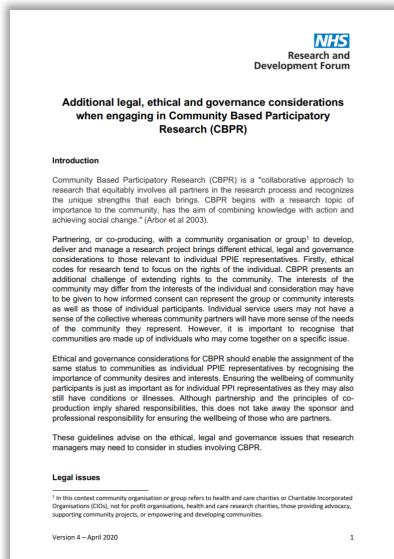 NHS
Research and
Development Forum
Additional legal, ethical and governance considerations
when engaging in Community Based Participatory
Research (CBPR)
Introduction
Community Based Participatory Research (CBPR) is a "collaborative approach to
research that equitably involves all partners in the research process and recognizes
the unique strengths that each brings. CBPR begins with a research topic of
importance to the community, has the aim of combining knowledge with action and
achieving social change." (Arbor et al 2003).
Partnering, or co-producing, with a community organisation or group¹ to develop,
deliver and manage a research project brings different ethical, legal and governance
considerations to those relevant to individual PPIE representatives. Firstly, ethical
codes for research tend to focus on the rights of the individual. CBPR presents an
additional challenge of extending rights to the community. The interests of the
community may differ from the interests of the individual and consideration may have
to be given to how informed consent can represent the group or community interests
as well as those of individual participants. Individual service users may not have a
sense of the collective whereas community partners will have more sense of the needs
of the community they represent. However, it is important to recognise that
communities are made up of individuals who may come together on a specific issue.
Ethical and governance considerations for CBPR should enable the assignment of the
same status to communities as individual PPIE representatives by recognising the
importance of community desires and interests. Ensuring the wellbeing of community
participants is just as important as for individual PPI representatives as they may also
still have conditions or illnesses. Although partnership and the principles of co-
production imply shared responsibilities, this does not take away the sponsor and
professional responsibility for ensuring the wellbeing of those who are partners.
These guidelines advise on the ethical, legal and governance issues that research
managers may need to consider in studies involving CBPR.
Legal issues
¹ In this context community organisation or group refers to health and care charities or Charitable Incorporated
Organisations (CIOs), not for profit organisations, health and care research charities, those providing advocacy,
supporting community projects, or empowering and developing communities.
Version 4 – April 2020 1